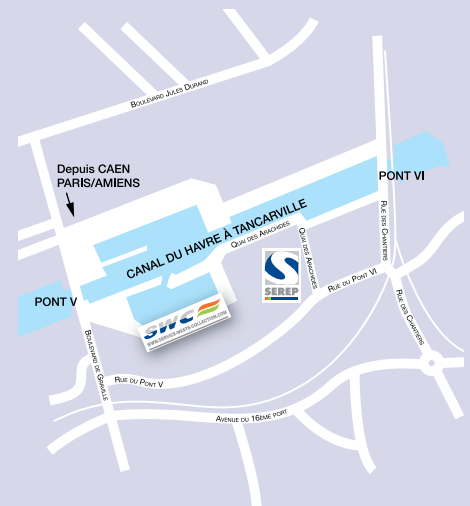 BOULEVARD JULES DURAND
Depuis CAEN
PARIS/AMIENS
PONT VI
CANAL DU HAVRE À TANCARVILLE
QUAI DES ARACHIDES
RUE DES CHANTIERS
QUAI DES ARACHIDES
SEREP
RUE DU PONT VI
PONT V
SWC
WWW.SERVICE-WASTE-COLLECTION.COM
RUE DES CHANTIERS
BOULEVARD DE GRAVILLE
RUE DU PONT V
AVENUE DU 16ÈME PORT